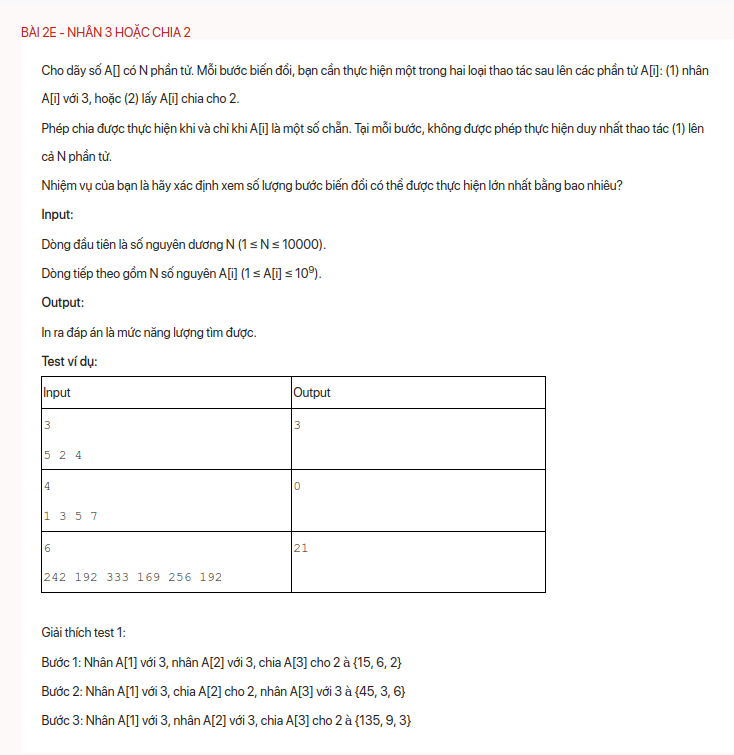 BÀI 2E - NHÂN 3 HOẶC CHIA 2
Cho dãy số A[] có N phần tử. Mỗi bước biến đổi, bạn cần thực hiện một trong hai loại thao tác sau lên các phần tử A[i]: (1) nhân
A[i] với 3, hoặc (2) lấy A[i] chia cho 2.
Phép chia được thực hiện khi và chỉ khi A[i] là một số chẵn. Tại mỗi bước, không được phép thực hiện duy nhất thao tác (1) lên
cả N phần tử.
Nhiệm vụ của bạn là hãy xác định xem số lượng bước biến đổi có thể được thực hiện lớn nhất bằng bao nhiêu?
Input:
Dòng đầu tiên là số nguyên dương N (1 ≤ N ≤ 10000).
Dòng tiếp theo gồm N số nguyên A[i] (1 ≤ A[i] ≤ 10⁹).
Output:
In ra đáp án là mức năng lượng tìm được.
Test ví dụ:
Input Output
3 3
5 2 4
4 0
1 3 5 7
6 21
242 192 333 169 256 192
Giải thích test 1:
Bước 1: Nhân A[1] với 3, nhân A[2] với 3, chia A[3] cho 2 à {15, 6, 2}
Bước 2: Nhân A[1] với 3, chia A[2] cho 2, nhân A[3] với 3 à {45, 3, 6}
Bước 3: Nhân A[1] với 3, nhân A[2] với 3, chia A[3] cho 2 à {135, 9, 3}